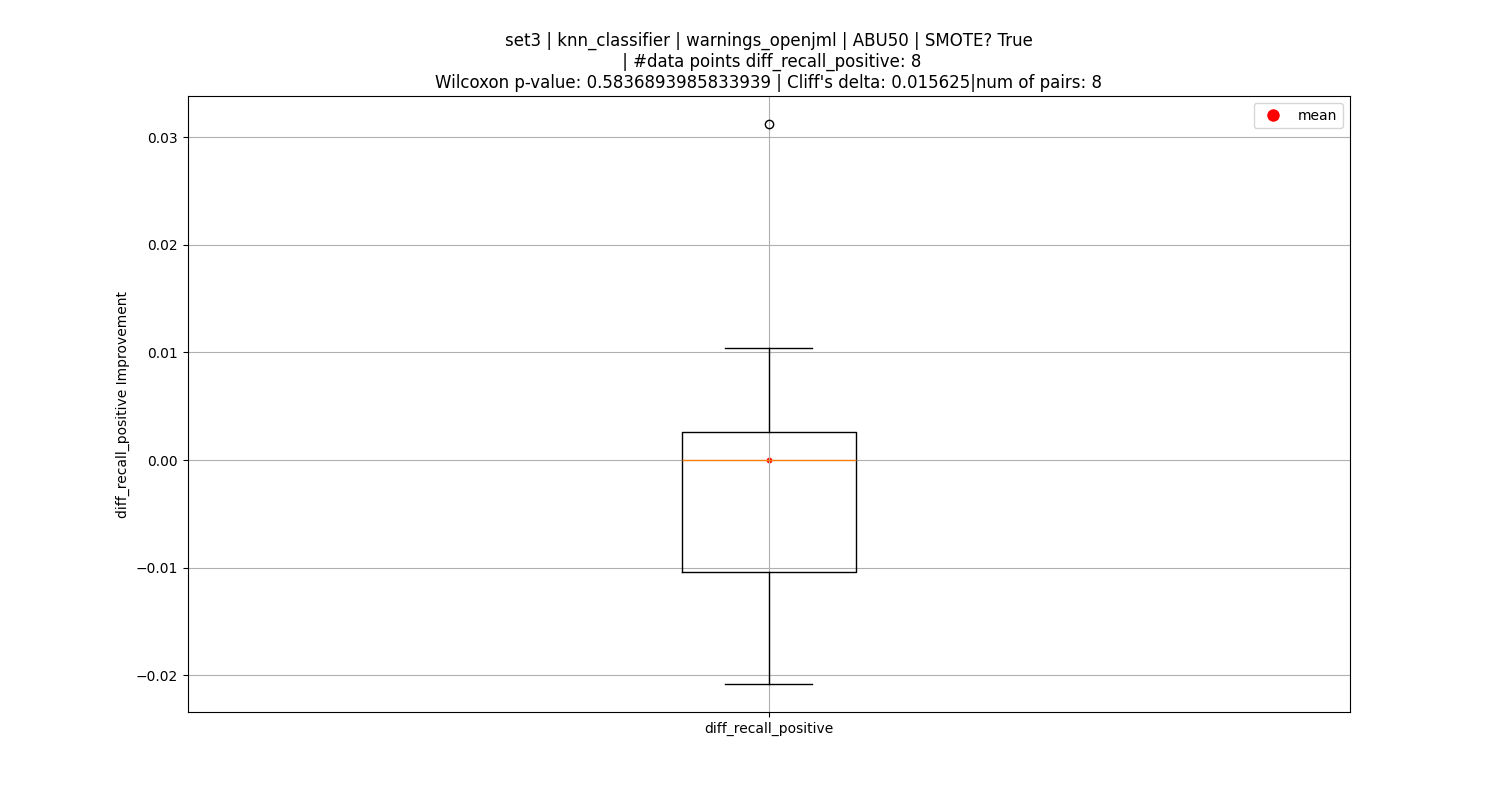 set3 | knn_classifier | warnings_openjml | ABU50 | SMOTE? True
| #data points diff_recall_positive: 8
Wilcoxon p-value: 0.5836893985833939 | Cliff's delta: 0.015625|num of pairs: 8
mean
0.03
0.02
0.01
0.00
−0.01
−0.02
diff_recall_positive Improvement
diff_recall_positive